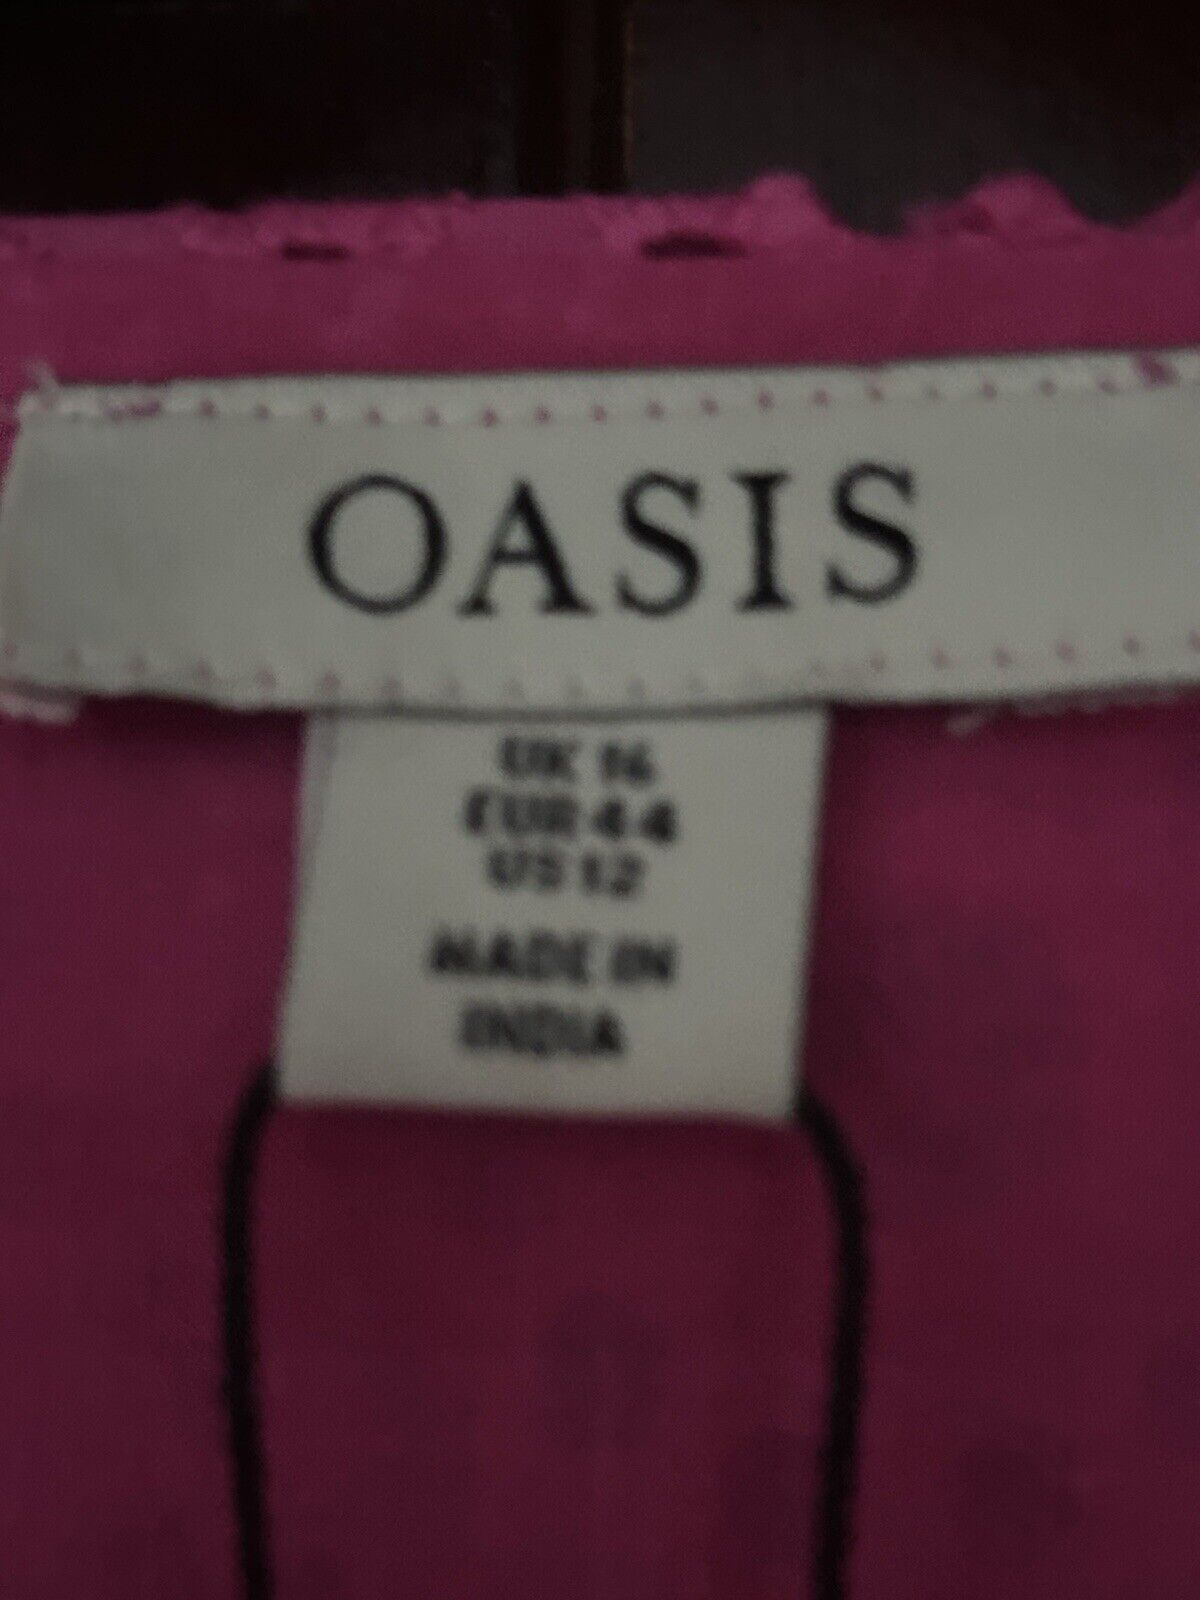 OASIS
UK 16
EUR 44
US 12
MADE IN
INDIA